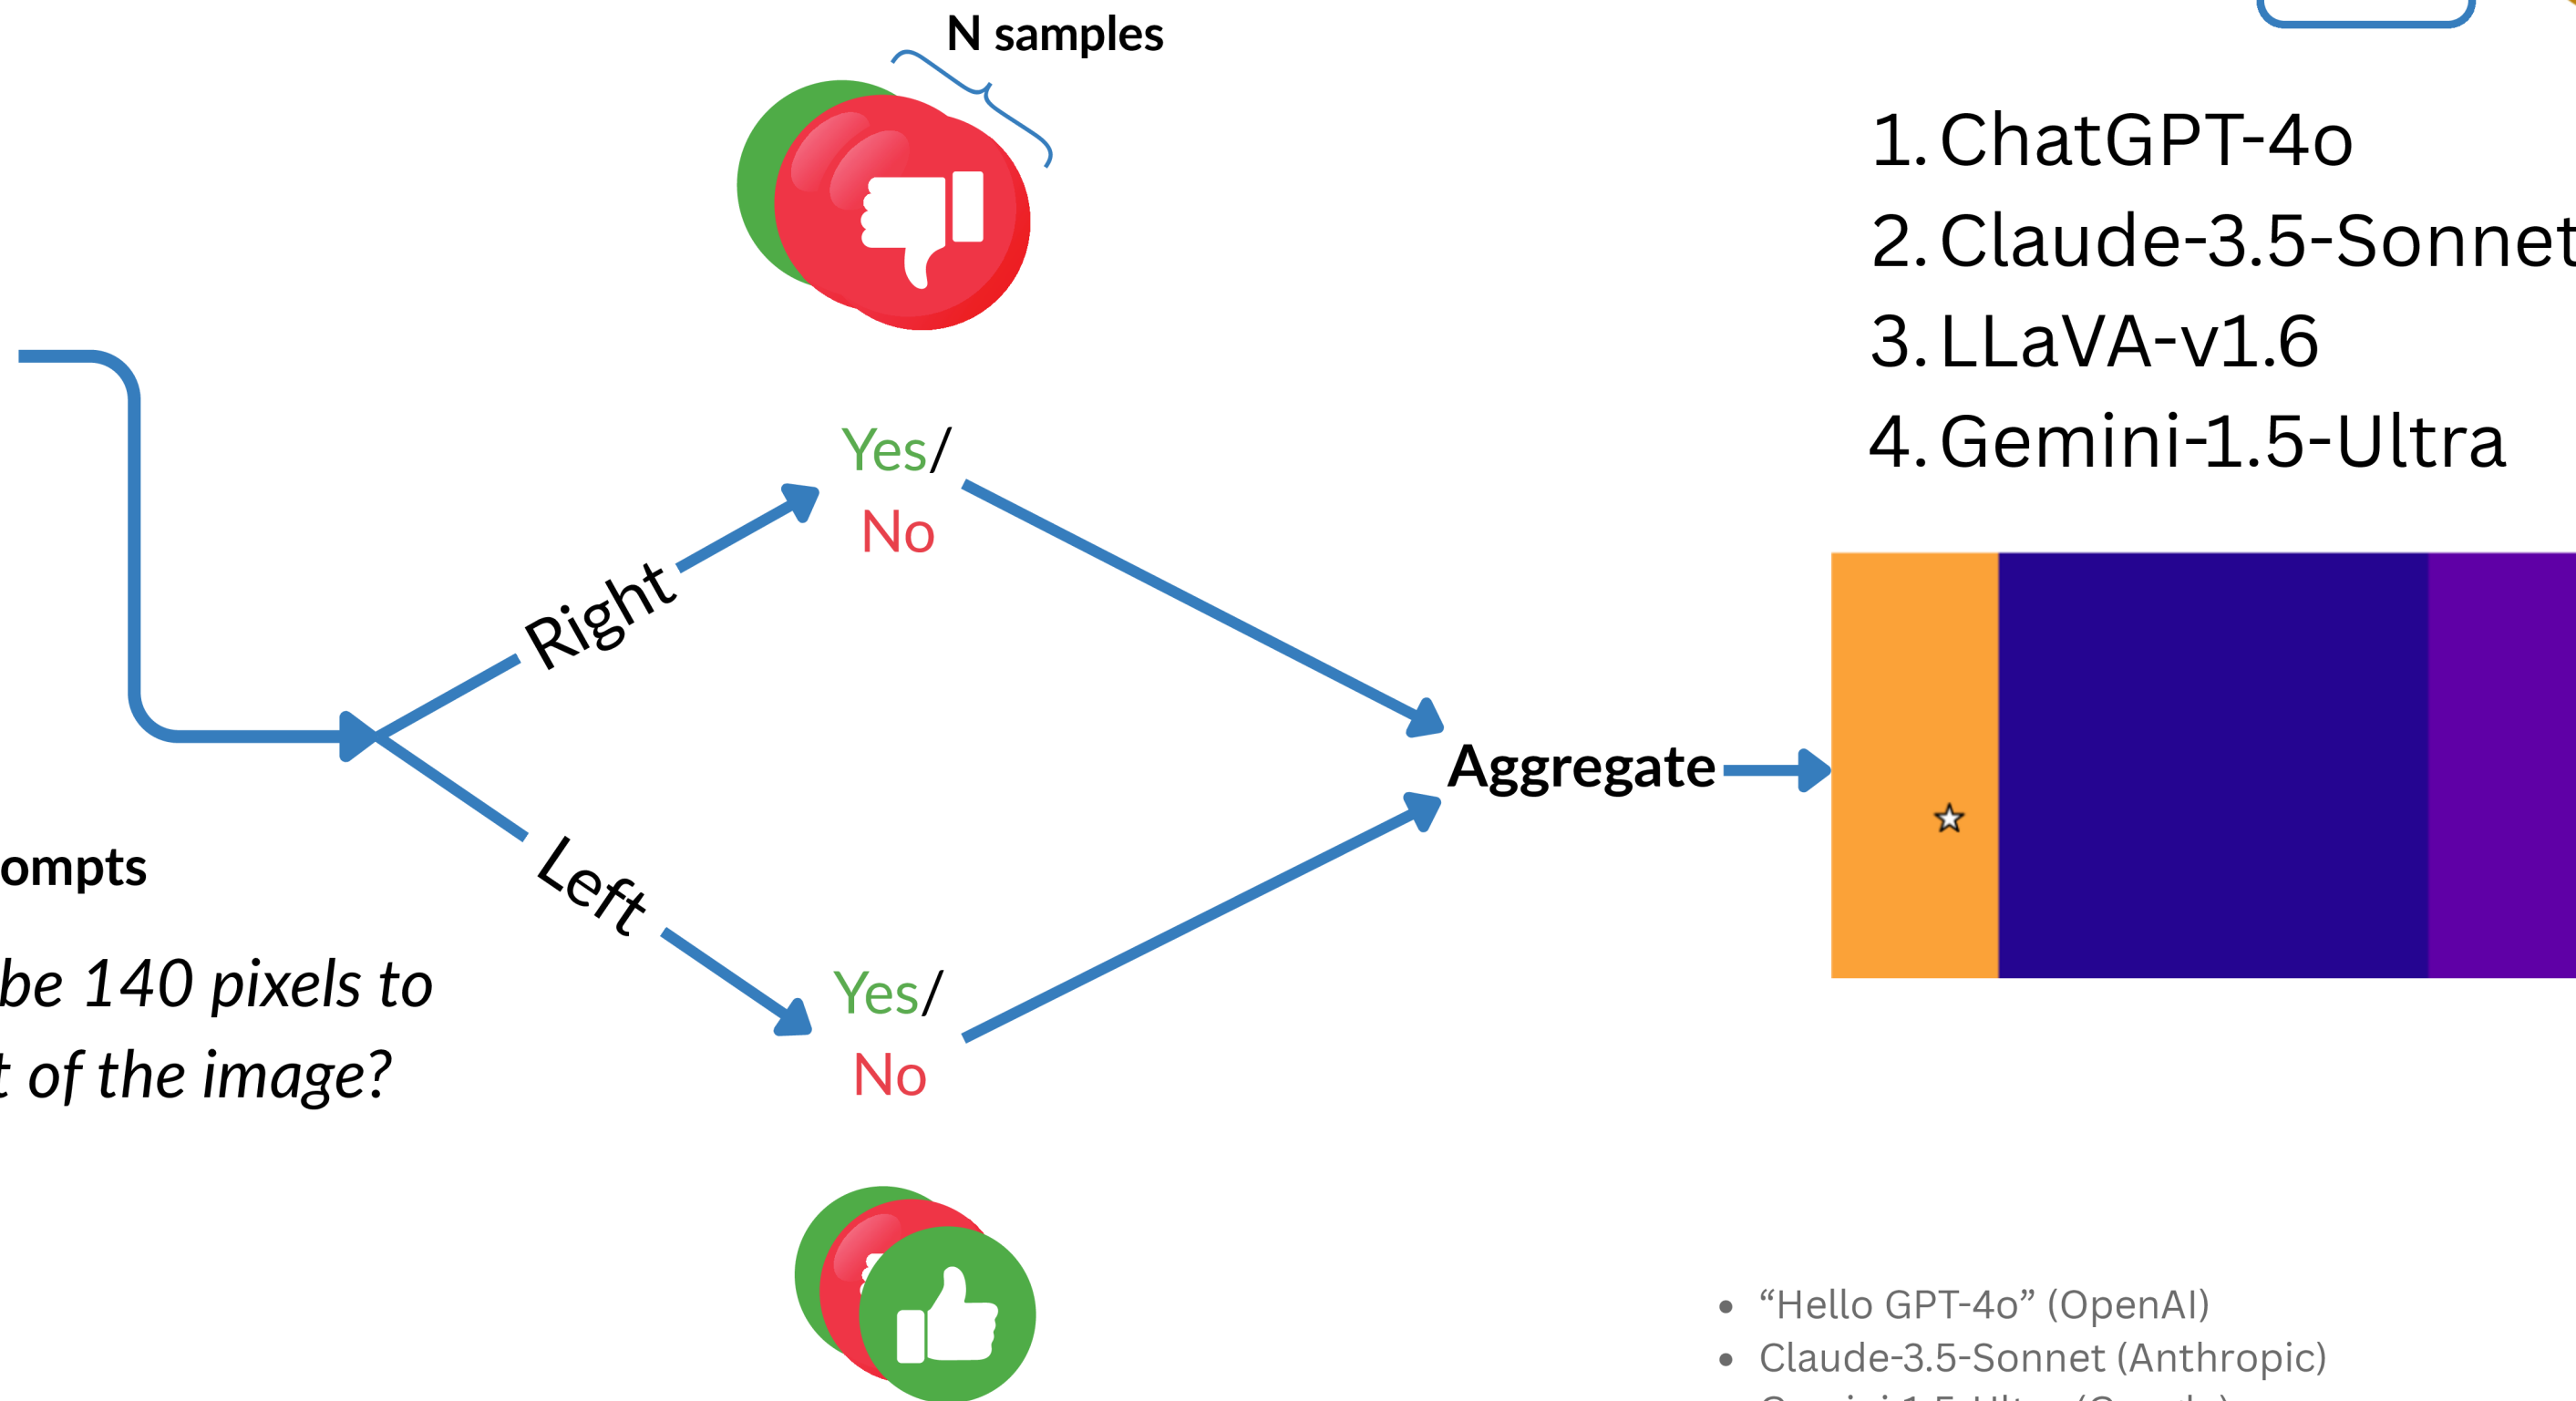 N samples
1. ChatGPT-4o
2. Claude-3.5-Sonnet
3. LLaVA-v1.6
4. Gemini-1.5-Ultra
Yes/
No
Right
Aggregate
Left
be 140 pixels to
of the image?
Yes/
No
• “Hello GPT-4o” (OpenAI)
• Claude-3.5-Sonnet (Anthropic)